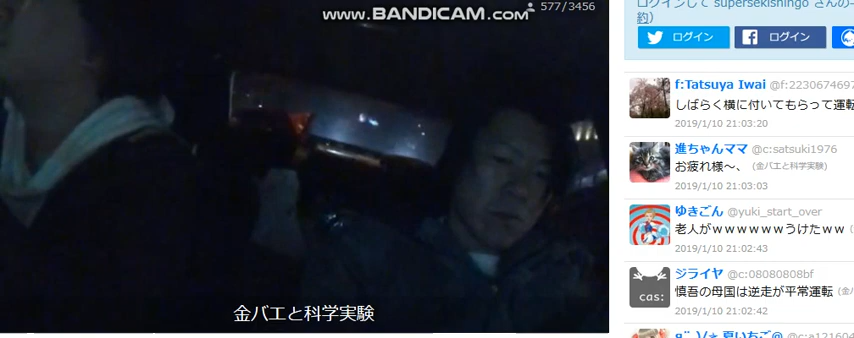 www.BANDICAM.com
577/3456
金バエと科学実験
ログインして supersekishingo さんの
約)
ログイン
ログイン
f:Tatsuya Iwai @f:2230674697
しばらく横に付いてもらって運転
2019/1/10 21:03:20
進ちゃんママ @c:satsuki1976
お疲れ様〜、 (金バエと科学実験)
2019/1/10 21:03:03
ゆきごん @yuki_start_over
老人がｗｗｗｗｗｗうけたｗｗ
2019/1/10 21:02:43
cas:
ジライヤ @c:08080808bf
慎吾の母国は逆走が平常運転 (金バ
2019/1/10 21:02:42